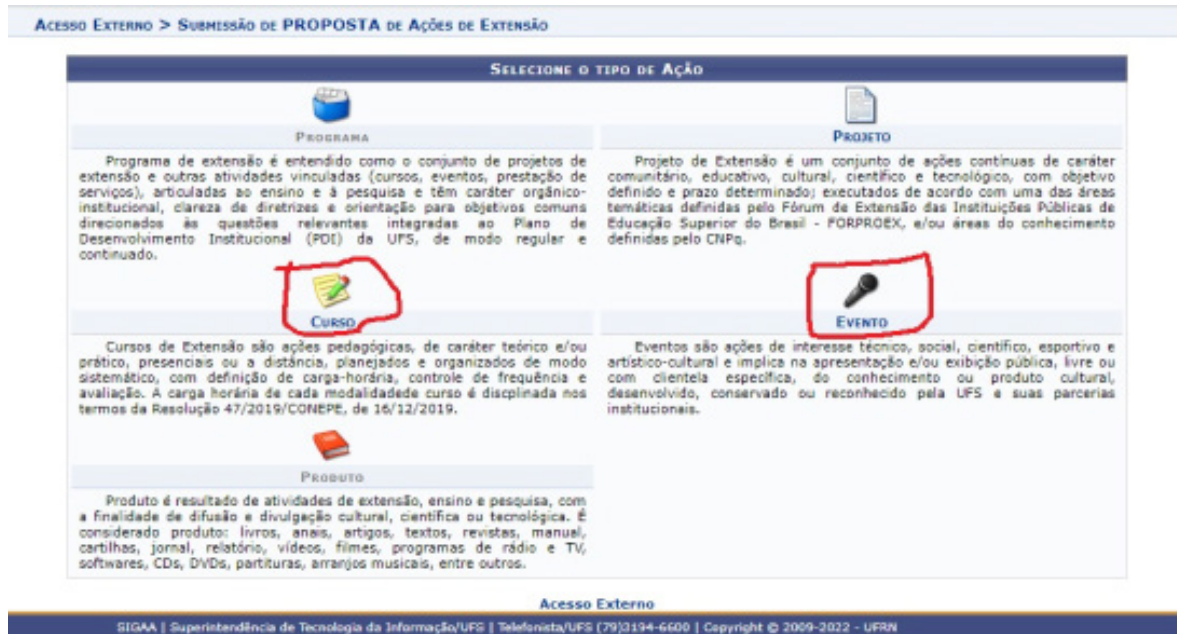 Acesso Externo > Submissão de PROPOSTA de Ações de Extensão
Selecione o tipo de Ação
Programa
Programa de extensão é entendido como o conjunto de projetos de
extensão e outras atividades vinculadas (cursos, eventos, prestação de
serviços), articuladas ao ensino e à pesquisa e têm caráter orgânico-
institucional, clareza de diretrizes e orientação para objetivos comuns
direcionados às questões relevantes integradas ao Plano de
Desenvolvimento Institucional (PDI) da UFS, de modo regular e
continuado.
Projeto
Projeto de Extensão é um conjunto de ações contínuas de caráter
comunitário, educativo, cultural, científico e tecnológico, com objetivo
definido e prazo determinado; executados de acordo com uma das áreas
temáticas definidas pelo Fórum de Extensão das Instituições Públicas de
Educação Superior do Brasil - FORPROEX, e/ou áreas do conhecimento
definidas pelo CNPq.
Curso
Cursos de Extensão são ações pedagógicas, de caráter teórico e/ou
prático, presenciais ou a distância, planejados e organizados de modo
sistemático, com definição de carga-horária, controle de frequência e
avaliação. A carga horária de cada modalidadede curso é discplinada nos
termos da Resolução 47/2019/CONEPE, de 16/12/2019.
Evento
Eventos são ações de interesse técnico, social, científico, esportivo e
artístico-cultural e implica na apresentação e/ou exibição pública, livre ou
com clientela específica, do conhecimento ou produto cultural,
desenvolvido, conservado ou reconhecido pela UFS e suas parcerias
institucionais.
Produto
Produto é resultado de atividades de extensão, ensino e pesquisa, com
a finalidade de difusão e divulgação cultural, científica ou tecnológica. É
considerado produto: livros, anais, artigos, textos, revistas, manual,
cartilhas, jornal, relatório, vídeos, filmes, programas de rádio e TV,
softwares, CDs, DVDs, partituras, arranjos musicais, entre outros.
Acesso Externo
SIGAA | Superintendência de Tecnologia da Informação/UFS | Telefonista/UFS (79)3194-6600 | Copyright © 2009-2022 - UFRN